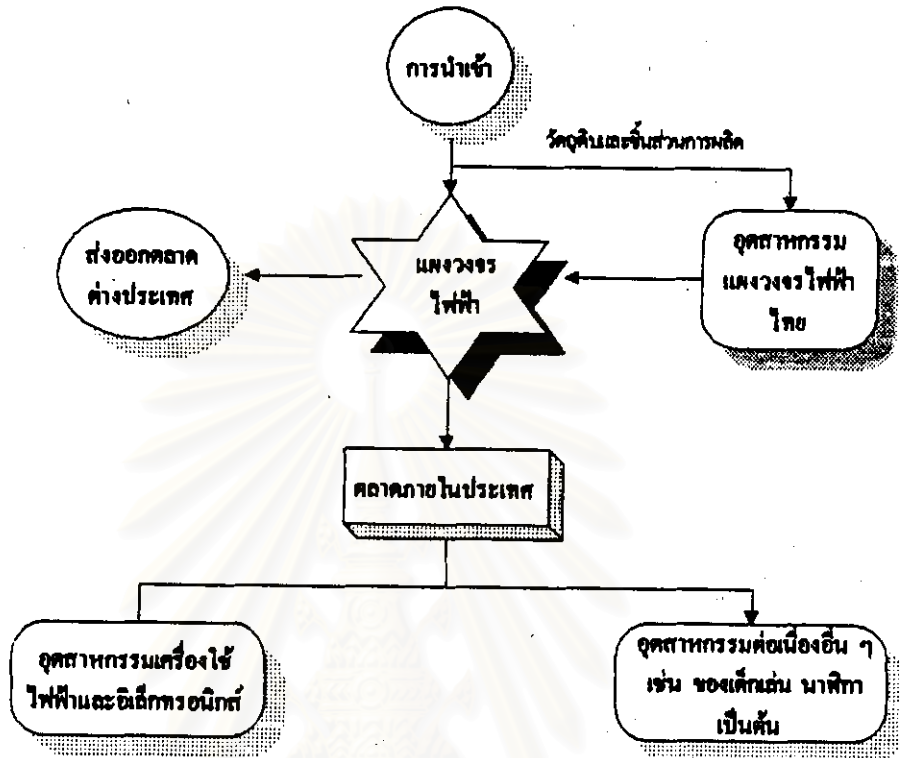 การนำเข้า
วัตถุดิบและชิ้นส่วนการผลิต
ส่งออกตลาด
ต่างประเทศ
แผงวงจร
ไฟฟ้า
อุตสาหกรรม
แผงวงจรไฟฟ้า
ไทย
ตลาดภายในประเทศ
อุตสาหกรรมเครื่องใช้
ไฟฟ้าและอิเล็กทรอนิกส์
อุตสาหกรรมต่อเนื่องอื่น ๆ
เช่น ของเด็กเล่น นาฬิกา
เป็นต้น